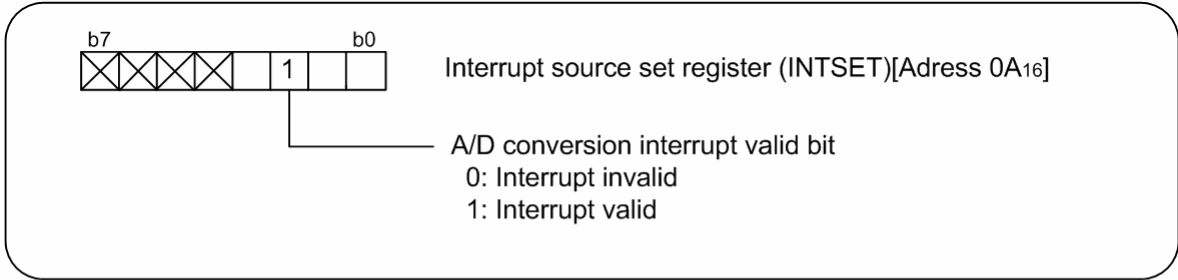 b7 b0
1 Interrupt source set register (INTSET)[Adress 0A16]
A/D conversion interrupt valid bit
0: Interrupt invalid
1: Interrupt valid